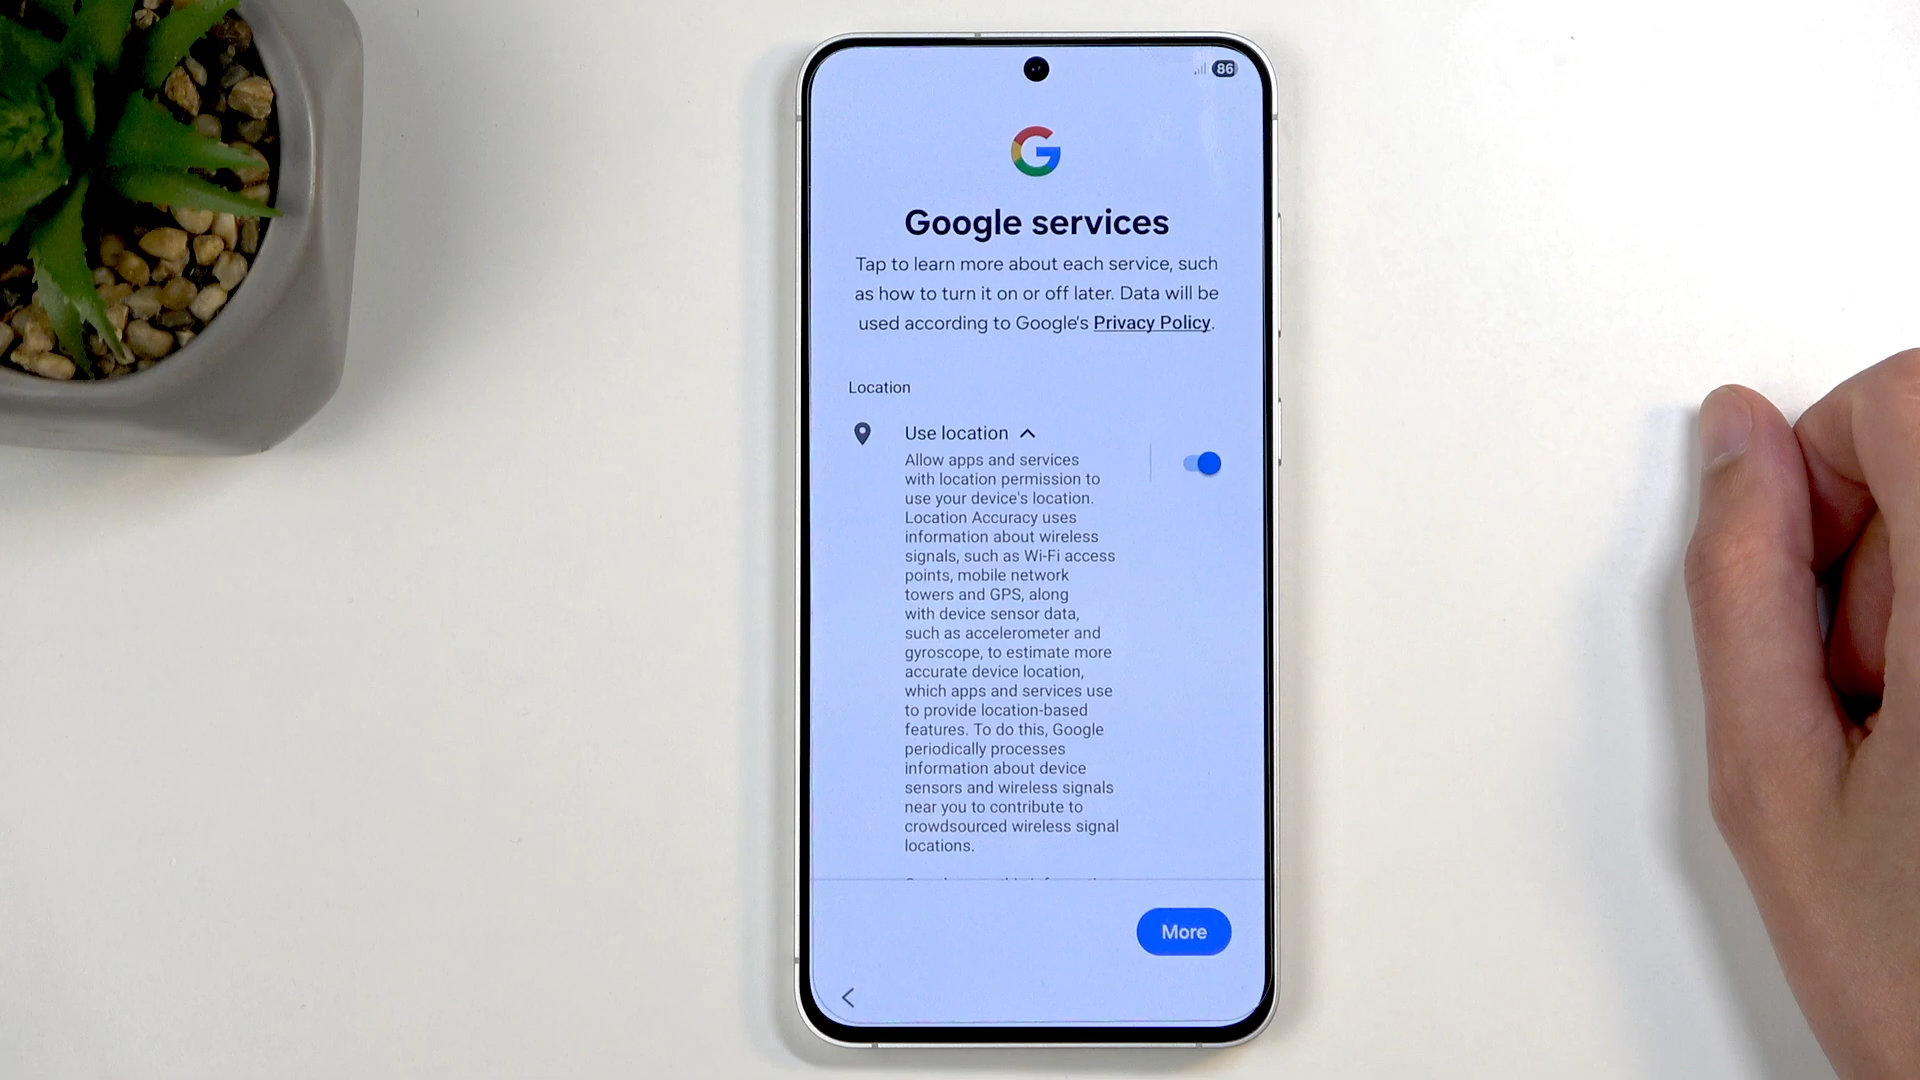 86
Google services
Tap to learn more about each service, such
as how to turn it on or off later. Data will be
used according to Google's Privacy Policy.
Location
Use location
Allow apps and services
with location permission to
use your device's location.
Location Accuracy uses
information about wireless
signals, such as Wi-Fi access
points, mobile network
towers and GPS, along
with device sensor data,
such as accelerometer and
gyroscope, to estimate more
accurate device location,
which apps and services use
to provide location-based
features. To do this, Google
periodically processes
information about device
sensors and wireless signals
near you to contribute to
crowdsourced wireless signal
locations.
More